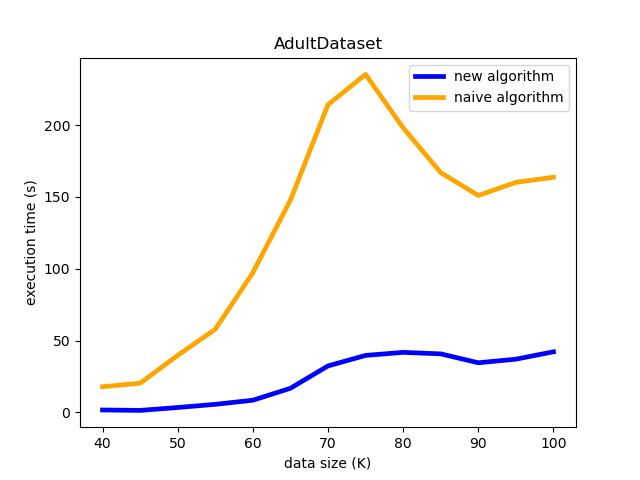 AdultDataset
new algorithm
naive algorithm
execution time (s)
200
150
100
50
0
40 50 60 70 80 90 100
data size (K)